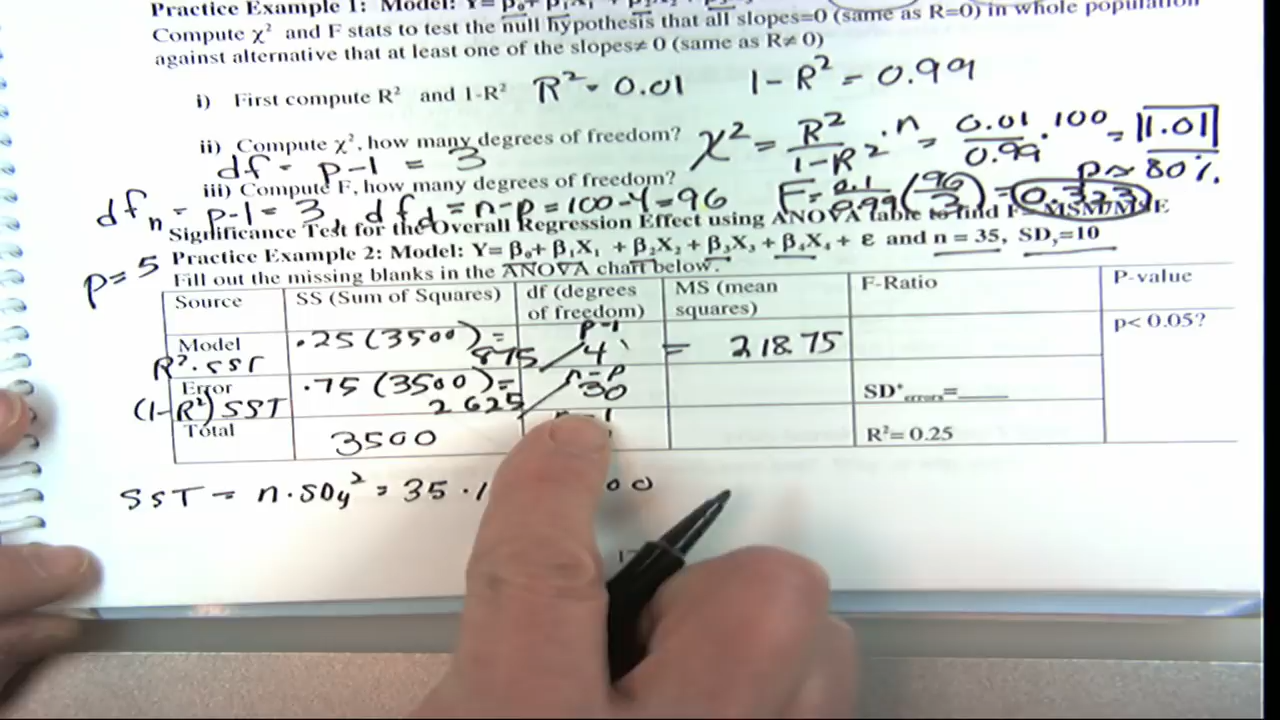 Practice Example 1: Model: Y= β₀+ β₁X₁
Compute χ² and F stats to test the null hypothesis that all slopes=0 (same as R=0) in whole population
against alternative that at least one of the slopes≠ 0 (same as R≠ 0)
i) First compute R² and 1-R² R² = 0.01 1-R² = 0.99
ii) Compute χ², how many degrees of freedom? χ² = R²/1-R² · n = 0.01/0.99 · 100 = 1.01
df = p-1 = 3 p ≈ 80%.
iii) Compute F, how many degrees of freedom? F = 0.1/0.99 (96/3) = 0.323
dfn = p-1 = 3, dfd = n-p = 100-4 = 96
Significance Test for the Overall Regression Effect using ANOVA table to find F= MSM/MSE
p=5 Practice Example 2: Model: Y= β₀+ β₁X₁ + β₂X₂ + β₃X₃ + β₄X₄ + ε and n = 35, SDᵧ=10
Fill out the missing blanks in the ANOVA chart below.
Source SS (Sum of Squares) df (degrees of freedom) MS (mean squares) F-Ratio P-value
Model .25 (3500) = 875 p-1 4 = 218.75 p< 0.05?
R²·SST
Error .75 (3500) = 2625 n-p 30 SD⁺errors=____
(1-R²) SST
Total 3500 n-1 R²= 0.25
SST = n·SDy² = 35 ·